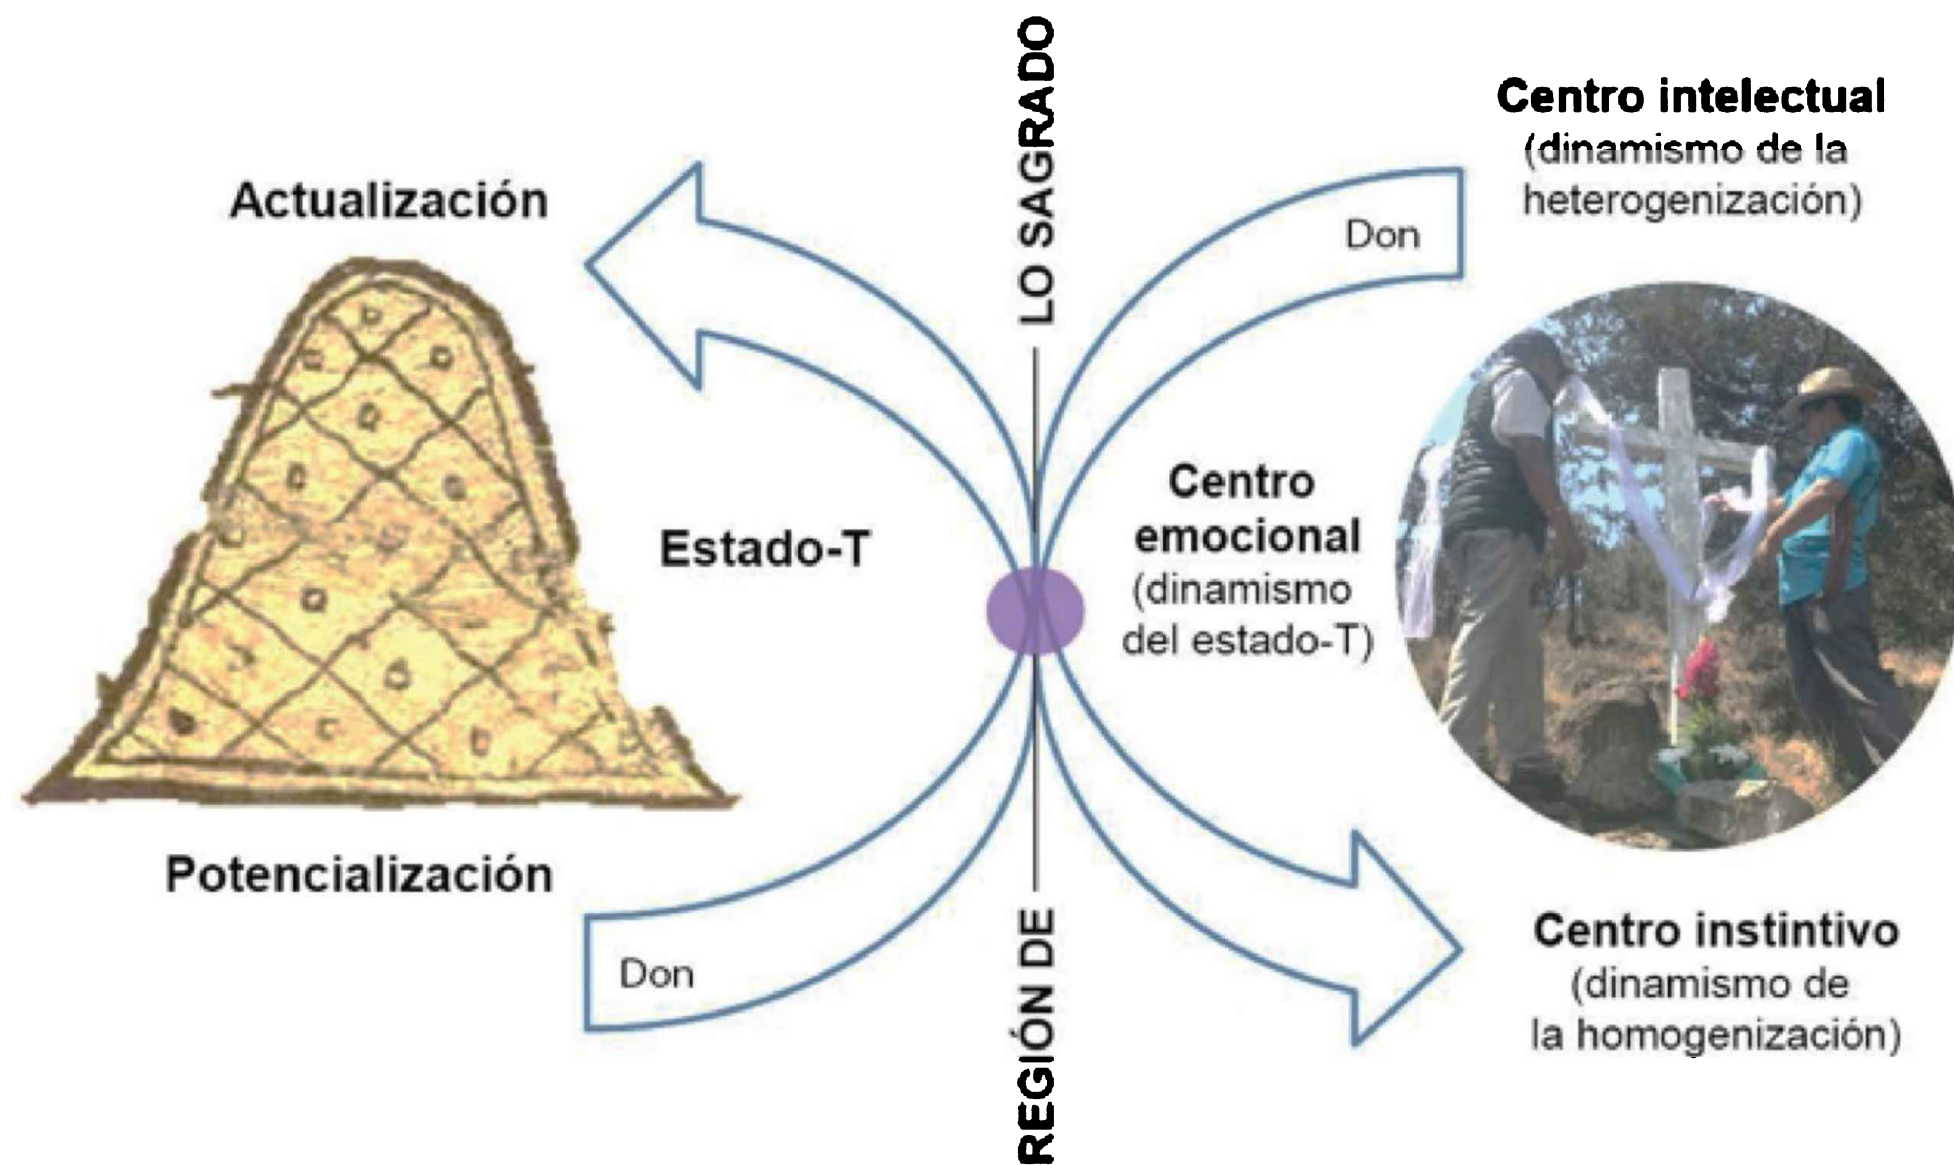 Actualización
Estado-T
Potencialización
Don
REGIÓN DE LO SAGRADO
Don
Centro intelectual
(dinamismo de la
heterogenización)
Centro
emocional
(dinamismo
del estado-T)
Centro instintivo
(dinamismo de
la homogenización)